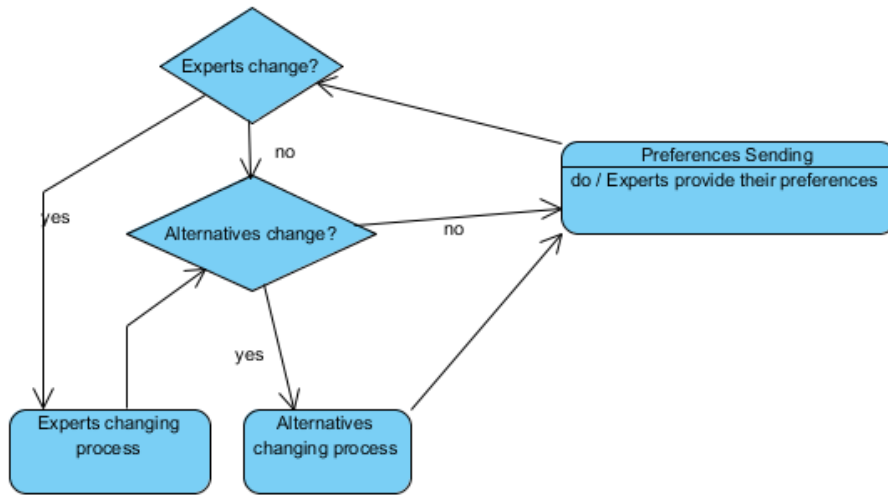 Experts change?
no
Preferences Sending
do / Experts provide their preferences
yes
Alternatives change?
no
yes
Experts changing
process
Alternatives
changing process